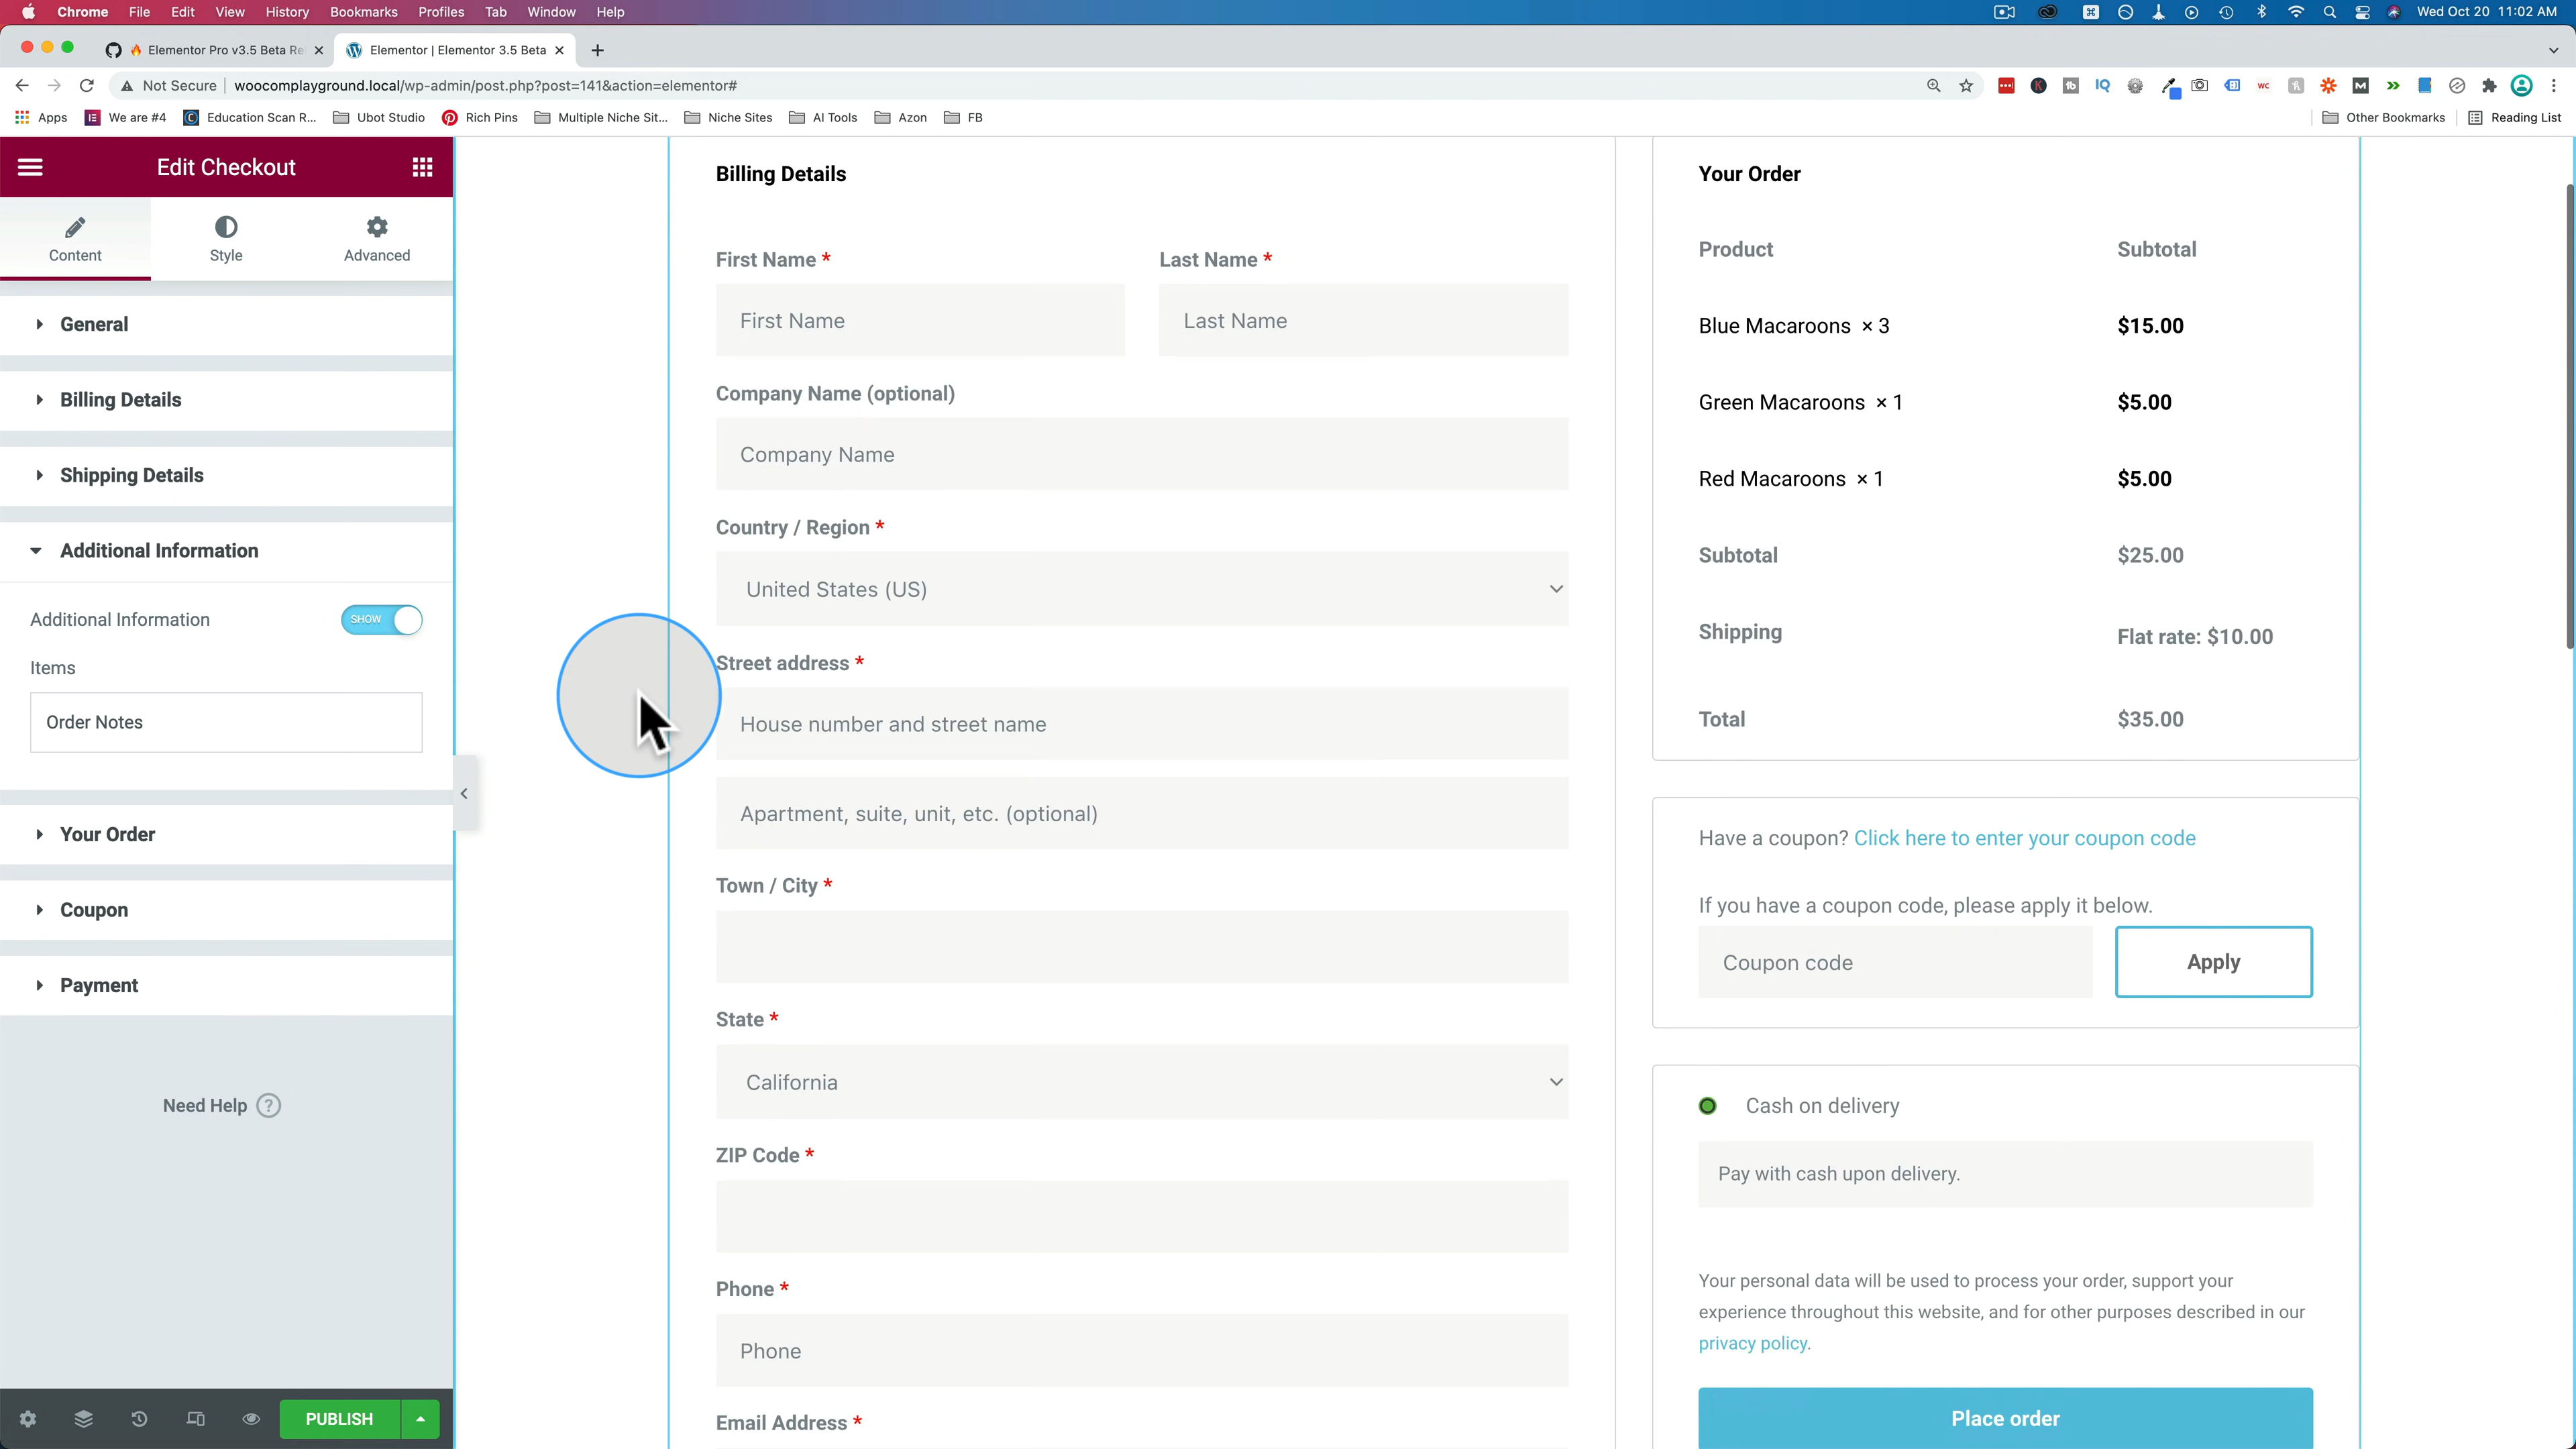 Chrome File Edit View History Bookmarks Profiles Tab Window Help
Wed Oct 20 11:02 AM
Elementor Pro v3.5 Beta Re
Elementor | Elementor 3.5 Beta
Not Secure woocomplayground.local/wp-admin/post.php?post=141&action=elementor#
Apps We are #4 Education Scan R... Ubot Studio Rich Pins Multiple Niche Sit... Niche Sites AI Tools Azon FB Other Bookmarks Reading List
Edit Checkout
Content Style Advanced
General
Billing Details
Shipping Details
Additional Information
Additional Information SHOW
Items
Order Notes
Your Order
Coupon
Payment
Need Help ?
PUBLISH
Billing Details
First Name * Last Name *
First Name Last Name
Company Name (optional)
Company Name
Country / Region *
United States (US)
Street address *
House number and street name
Apartment, suite, unit, etc. (optional)
Town / City *
State *
California
ZIP Code *
Phone *
Phone
Email Address *
Your Order
Product Subtotal
Blue Macaroons × 3 $15.00
Green Macaroons × 1 $5.00
Red Macaroons × 1 $5.00
Subtotal $25.00
Shipping Flat rate: $10.00
Total $35.00
Have a coupon? Click here to enter your coupon code
If you have a coupon code, please apply it below.
Coupon code Apply
Cash on delivery
Pay with cash upon delivery.
Your personal data will be used to process your order, support your
experience throughout this website, and for other purposes described in our
privacy policy.
Place order